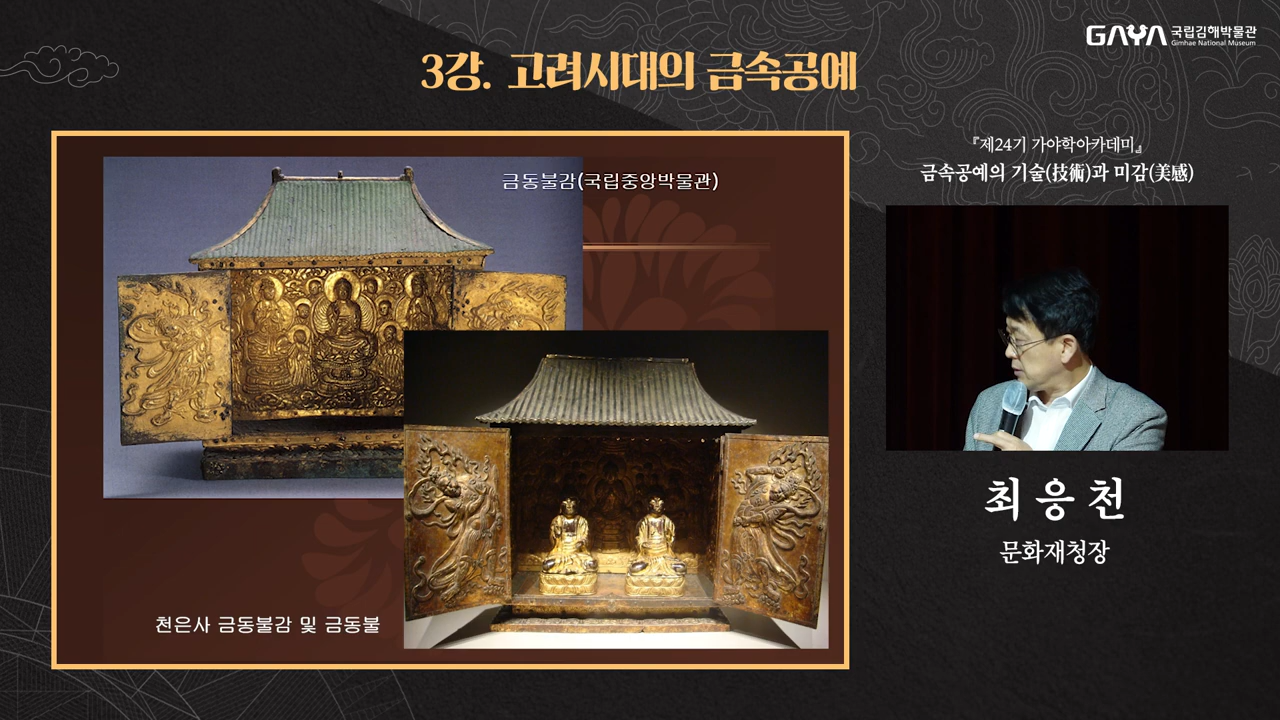 GAYA 국립김해박물관
Gimhae National Museum
3강. 고려시대의 금속공예
『제24기 가야학아카데미』
금속공예의 기술(技術)과 미감(美感)
금동불감(국립중앙박물관)
천은사 금동불감 및 금동불
최응천
문화재청장